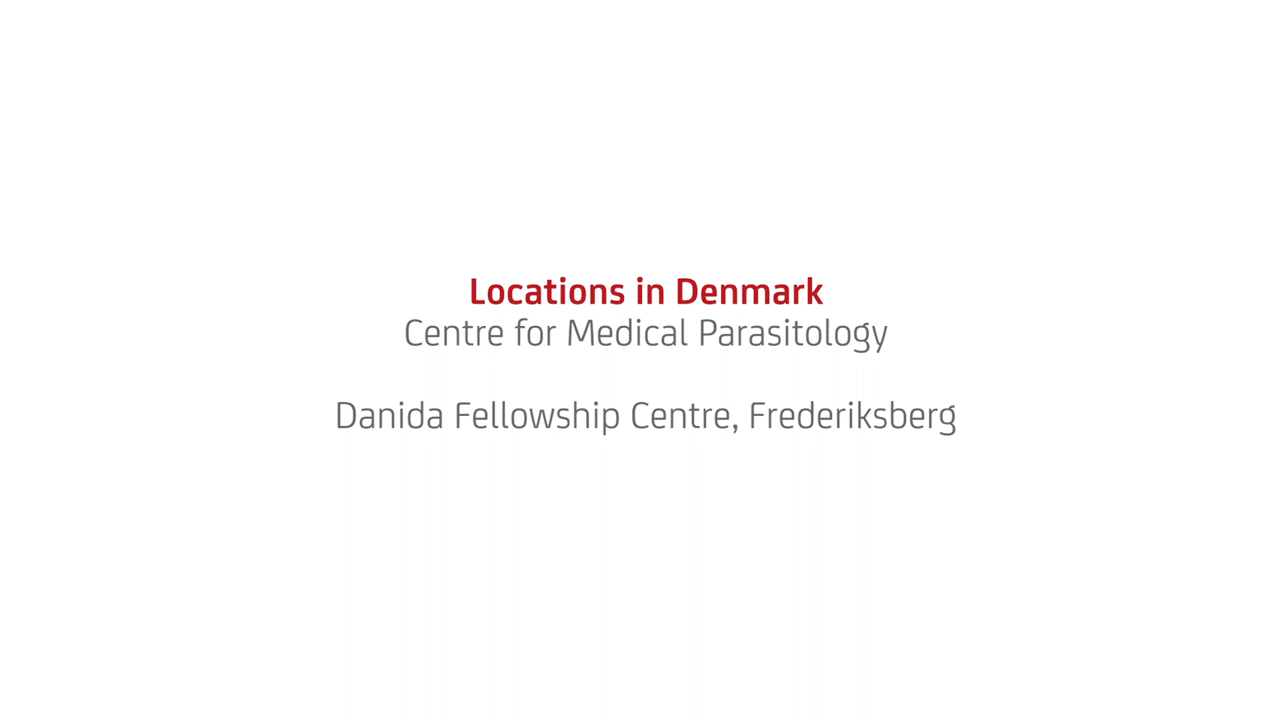 Locations in Denmark
Centre for Medical Parasitology
Danida Fellowship Centre, Frederiksberg